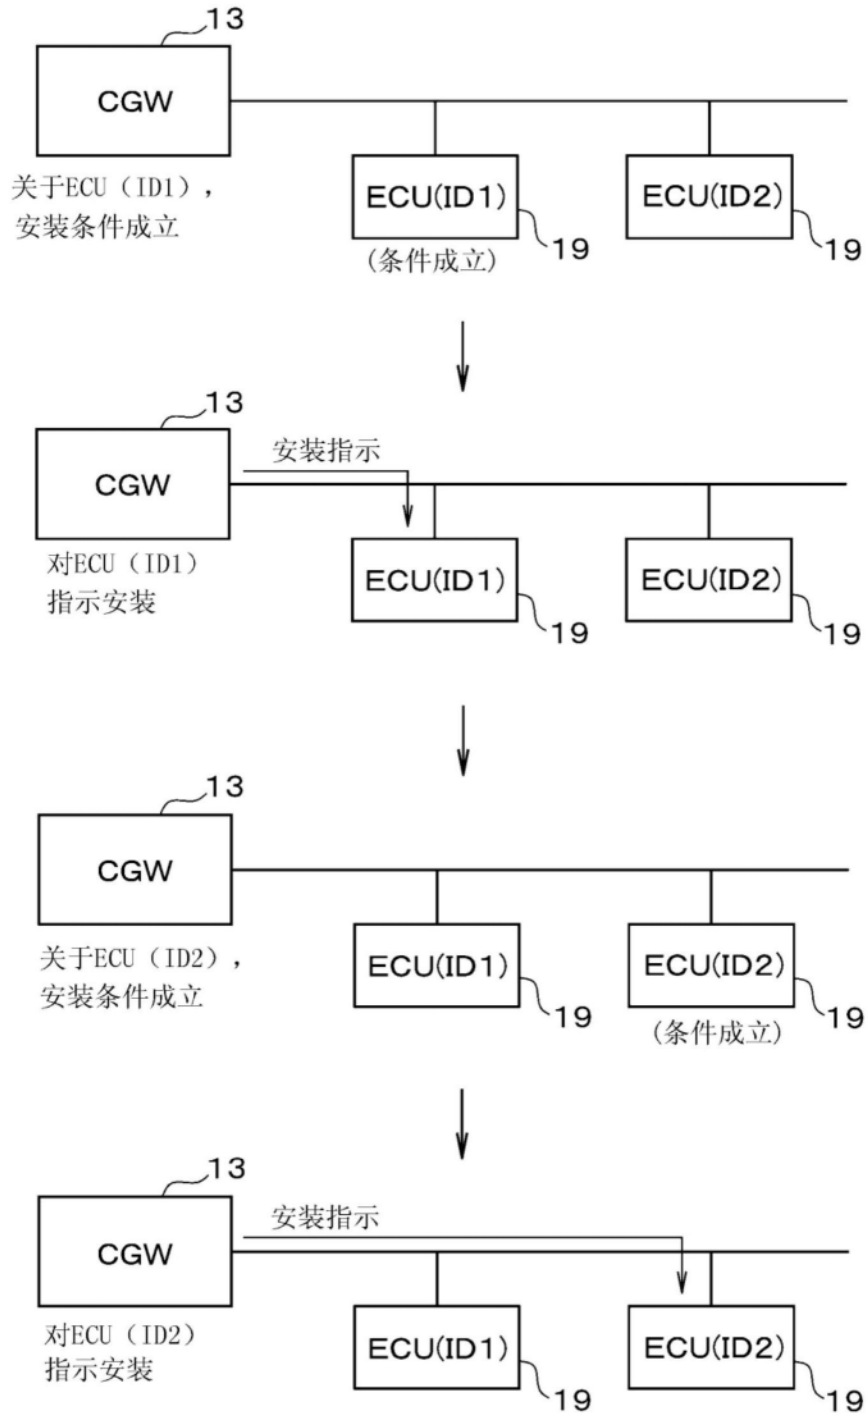 13
CGW
关于ECU（ID1），
安装条件成立
ECU(ID1)
19
(条件成立)
ECU(ID2)
19
13
CGW
安装指示
对ECU（ID1）
指示安装
ECU(ID1)
19
ECU(ID2)
19
13
CGW
关于ECU（ID2），
安装条件成立
ECU(ID1)
19
ECU(ID2)
19
(条件成立)
13
CGW
安装指示
对ECU（ID2）
指示安装
ECU(ID1)
19
ECU(ID2)
19